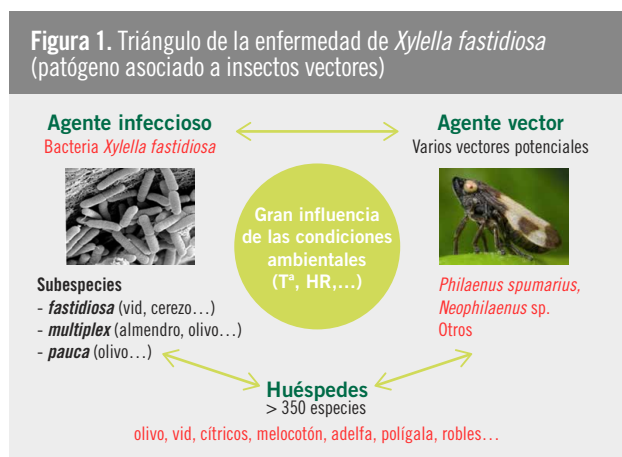 Figura 1. Triángulo de la enfermedad de Xylella fastidiosa
(patógeno asociado a insectos vectores)
Agente infeccioso
Bacteria Xylella fastidiosa
Agente vector
Varios vectores potenciales
Gran influencia
de las condiciones
ambientales
(Tª, HR,...)
Subespecies
- fastidiosa (vid, cerezo...)
- multiplex (almendro, olivo...)
- pauca (olivo...)
Philaenus spumarius,
Neophilaenus sp.
Otros
Huéspedes
> 350 especies
olivo, vid, cítricos, melocotón, adelfa, polígala, robles...